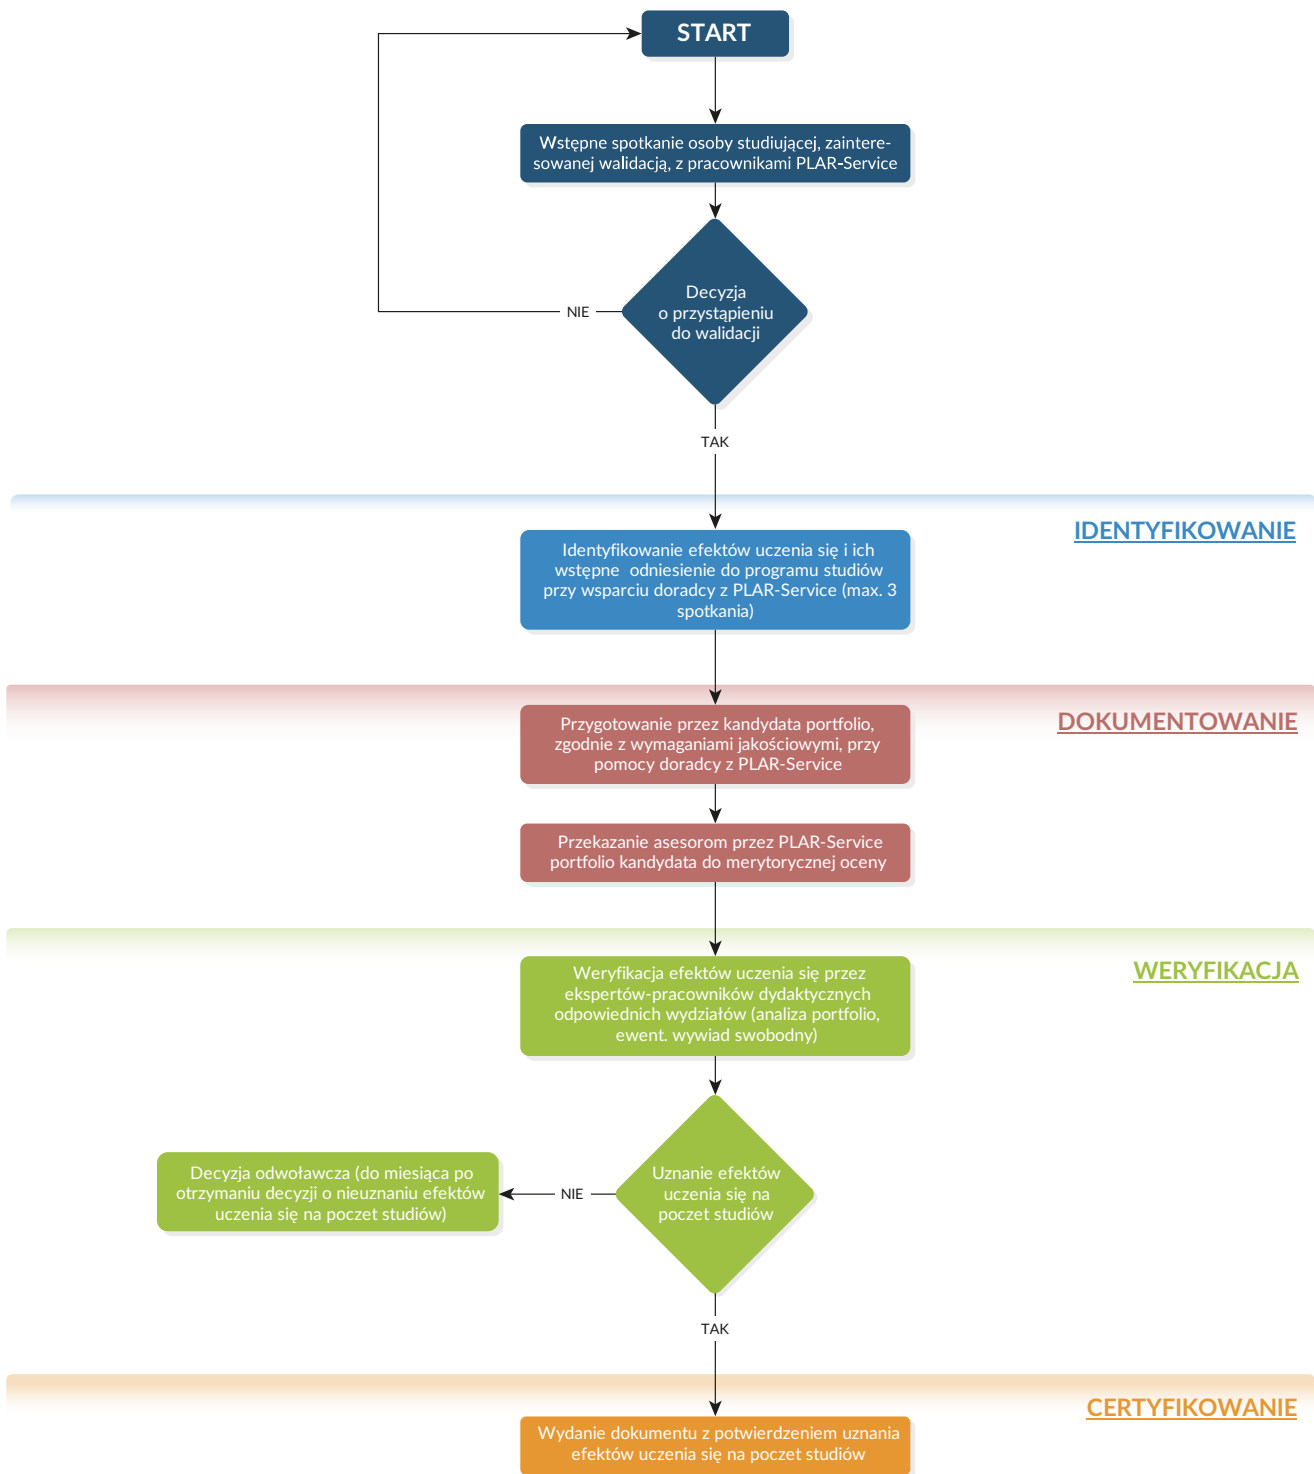 START
Wstępne spotkanie osoby studiującej, zaintere-
sowanej walidacją, z pracownikami PLAR-Service
Decyzja
o przystąpieniu
do walidacji
NIE
TAK
IDENTYFIKOWANIE
Identyfikowanie efektów uczenia się i ich
wstępne odniesienie do programu studiów
przy wsparciu doradcy z PLAR-Service (max. 3
spotkania)
DOKUMENTOWANIE
Przygotowanie przez kandydata portfolio,
zgodnie z wymaganiami jakościowymi, przy
pomocy doradcy z PLAR-Service
Przekazanie asesorom przez PLAR-Service
portfolio kandydata do merytorycznej oceny
WERYFIKACJA
Weryfikacja efektów uczenia się przez
ekspertów-pracowników dydaktycznych
odpowiednich wydziałów (analiza portfolio,
ewent. wywiad swobodny)
Uznanie efektów
uczenia się na
poczet studiów
NIE
Decyzja odwoławcza (do miesiąca po
otrzymaniu decyzji o nieuznaniu efektów
uczenia się na poczet studiów)
TAK
CERTYFIKOWANIE
Wydanie dokumentu z potwierdzeniem uznania
efektów uczenia się na poczet studiów